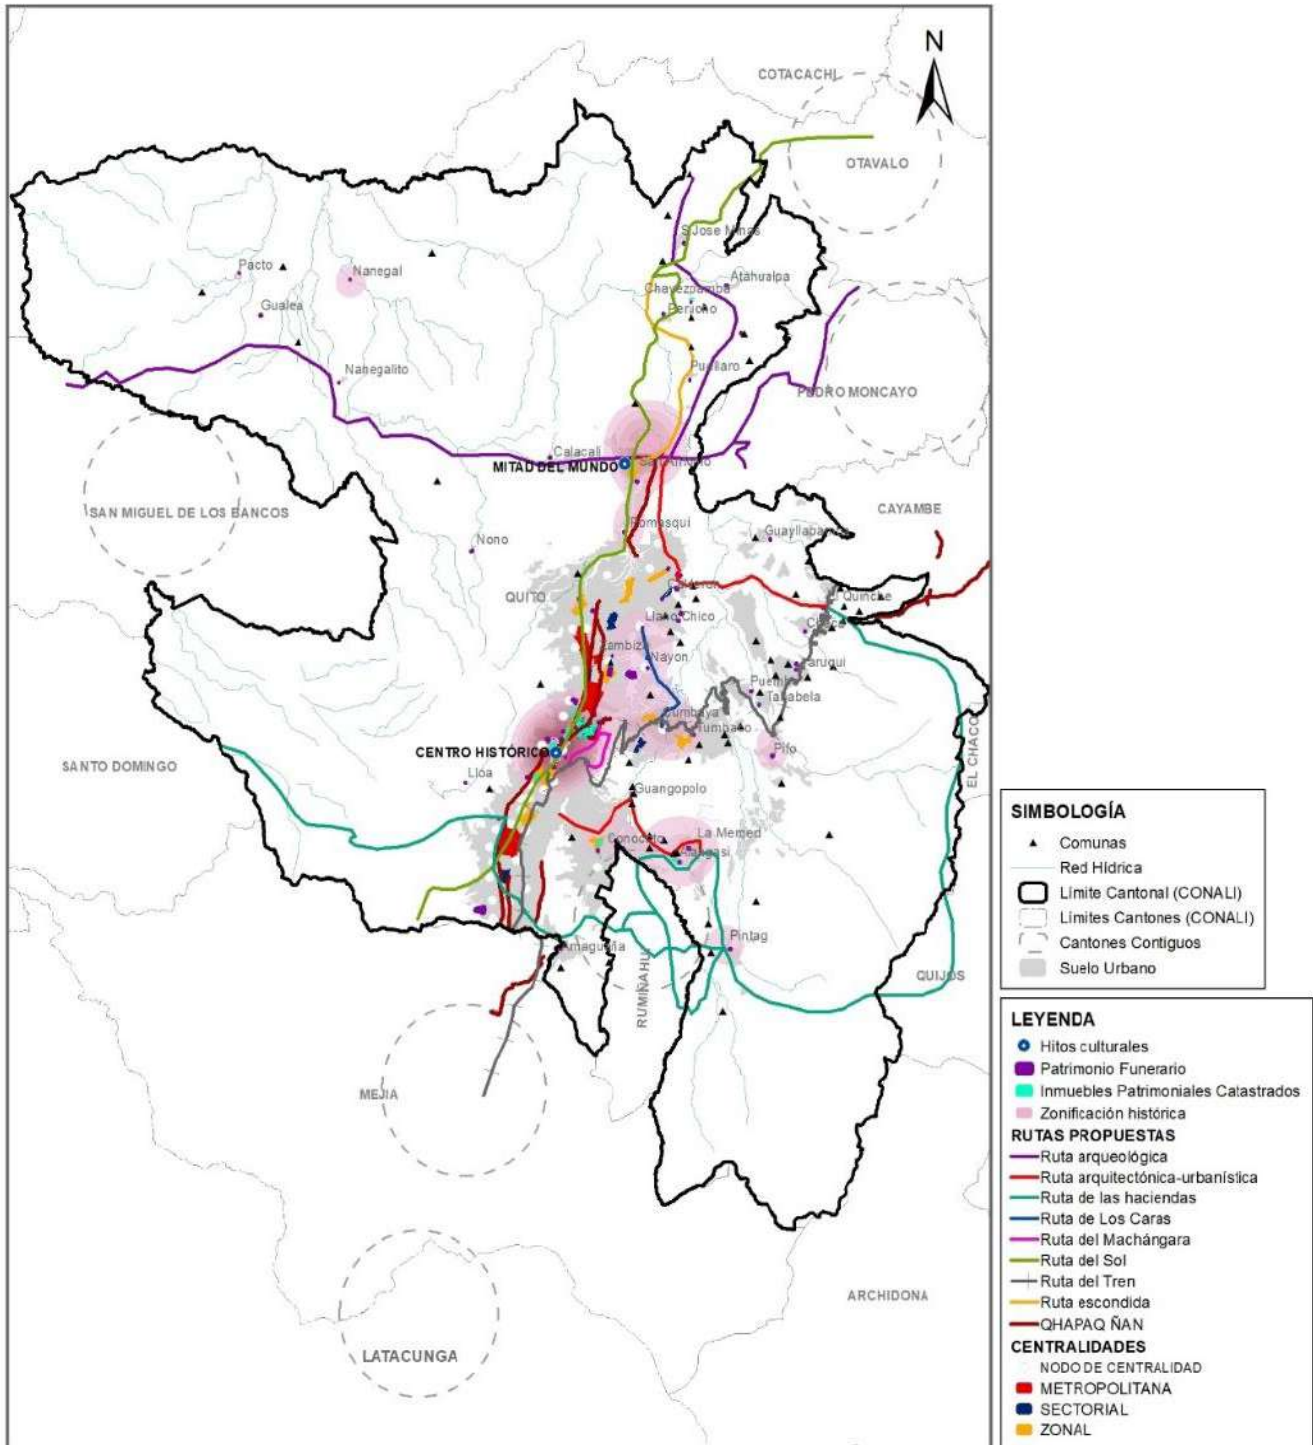 N
COTACACHI
OTAVALO
S Jose Minas
Pacto
Nanegal
Atahualpa
Chavezpamba
Gualea
Perucho
Nanegalito
Puellaro
PEDRO MONCAYO
Calacali
MITAD DEL MUNDO
SAN MIGUEL DE LOS BANCOS
CAYAMBE
Pomasqui
Guayllabamba
Nono
QUITO
Calderon
El Quinche
Llano Chico
Checa
Zambiza
Nayon
Yaruqui
Puembo
Tababela
Cumbaya
Tumbaco
CENTRO HISTÓRICO
Pifo
EL CHACO
SANTO DOMINGO
Lloa
Guangopolo
Conocoto
La Merced
Alangasi
Pintag
Amaguaña
RUMIÑAHUI
QUIJOS
MEJIA
ARCHIDONA
LATACUNGA
SIMBOLOGÍA
Comunas
Red Hídrica
Límite Cantonal (CONALI)
Límites Cantones (CONALI)
Cantones Contiguos
Suelo Urbano
LEYENDA
Hitos culturales
Patrimonio Funerario
Inmuebles Patrimoniales Catastrados
Zonificación histórica
RUTAS PROPUESTAS
Ruta arqueológica
Ruta arquitectónica-urbanística
Ruta de las haciendas
Ruta de Los Caras
Ruta del Machángara
Ruta del Sol
Ruta del Tren
Ruta escondida
QHAPAQ ÑAN
CENTRALIDADES
NODO DE CENTRALIDAD
METROPOLITANA
SECTORIAL
ZONAL